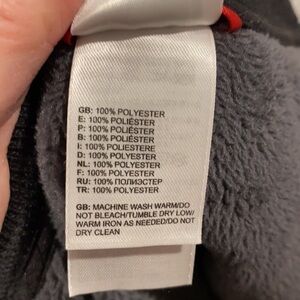 GB: 100% POLYESTER
E: 100% POLIÉSTER
P: 100% POLIÉSTER
B: 100% POLYESTER
I: 100% POLIESTERE
D: 100% POLYESTER
NL: 100% POLYESTER
F: 100% POLYESTER
RU: 100% ПОЛИЭСТЕР
TR: 100% POLYESTER
GB: MACHINE WASH WARM/DO
NOT BLEACH/TUMBLE DRY LOW/
WARM IRON AS NEEDED/DO NOT
DRY CLEAN